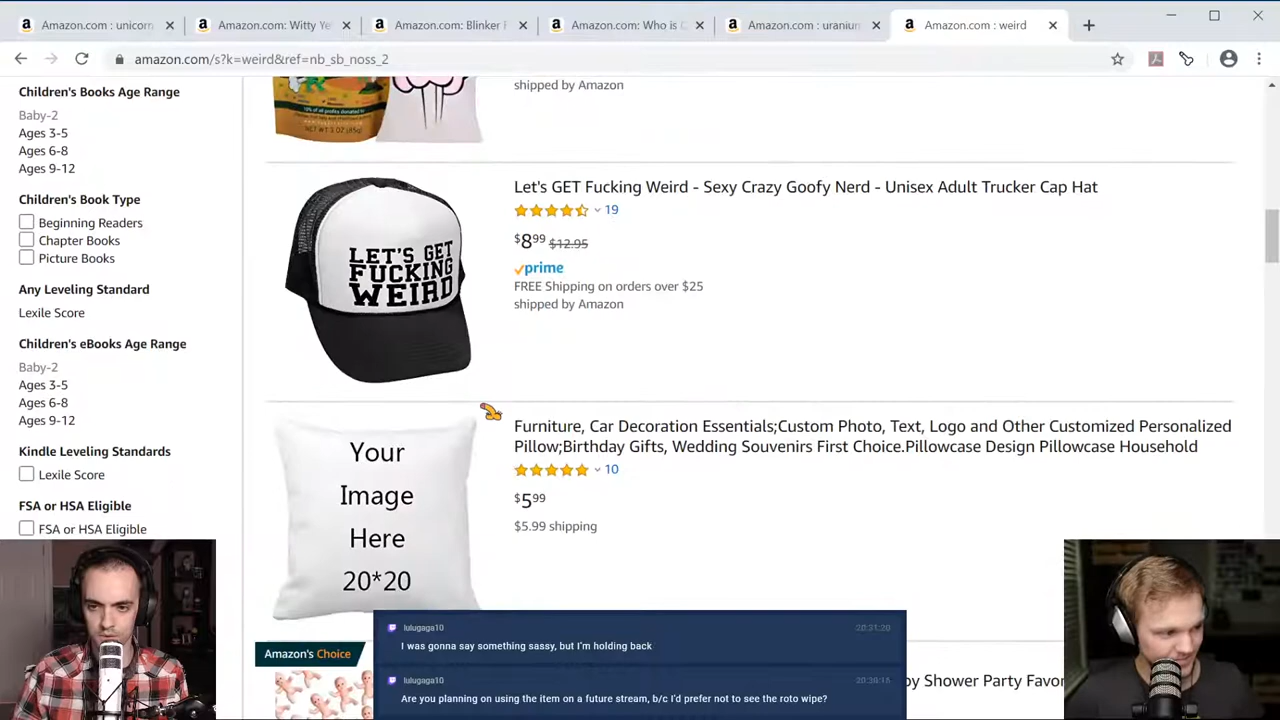 Amazon.com : unicorn
Amazon.com: Witty Ye
Amazon.com: Blinker F
Amazon.com: Who is
Amazon.com : uranium
Amazon.com : weird
amazon.com/s?k=weird&ref=nb_sb_noss_2
Children's Books Age Range
Baby-2
Ages 3-5
Ages 6-8
Ages 9-12
Children's Book Type
Beginning Readers
Chapter Books
Picture Books
Any Leveling Standard
Lexile Score
Children's eBooks Age Range
Baby-2
Ages 3-5
Ages 6-8
Ages 9-12
Kindle Leveling Standards
Lexile Score
FSA or HSA Eligible
FSA or HSA Eligible
NET WT 3 OZ (85g)
shipped by Amazon
LET'S GET
FUCKING
WEIRD
Let's GET Fucking Weird - Sexy Crazy Goofy Nerd - Unisex Adult Trucker Cap Hat
19
$8.99 $12.95
prime
FREE Shipping on orders over $25
shipped by Amazon
Your
Image
Here
20*20
Furniture, Car Decoration Essentials;Custom Photo, Text, Logo and Other Customized Personalized
Pillow;Birthday Gifts, Wedding Souvenirs First Choice.Pillowcase Design Pillowcase Household
10
$5.99
$5.99 shipping
Amazon's Choice
y Shower Party Favor
lulugaga10
20:31:20
I was gonna say something sassy, but I'm holding back
lulugaga10
Are you planning on using the item on a future stream, b/c I'd prefer not to see the roto wipe?